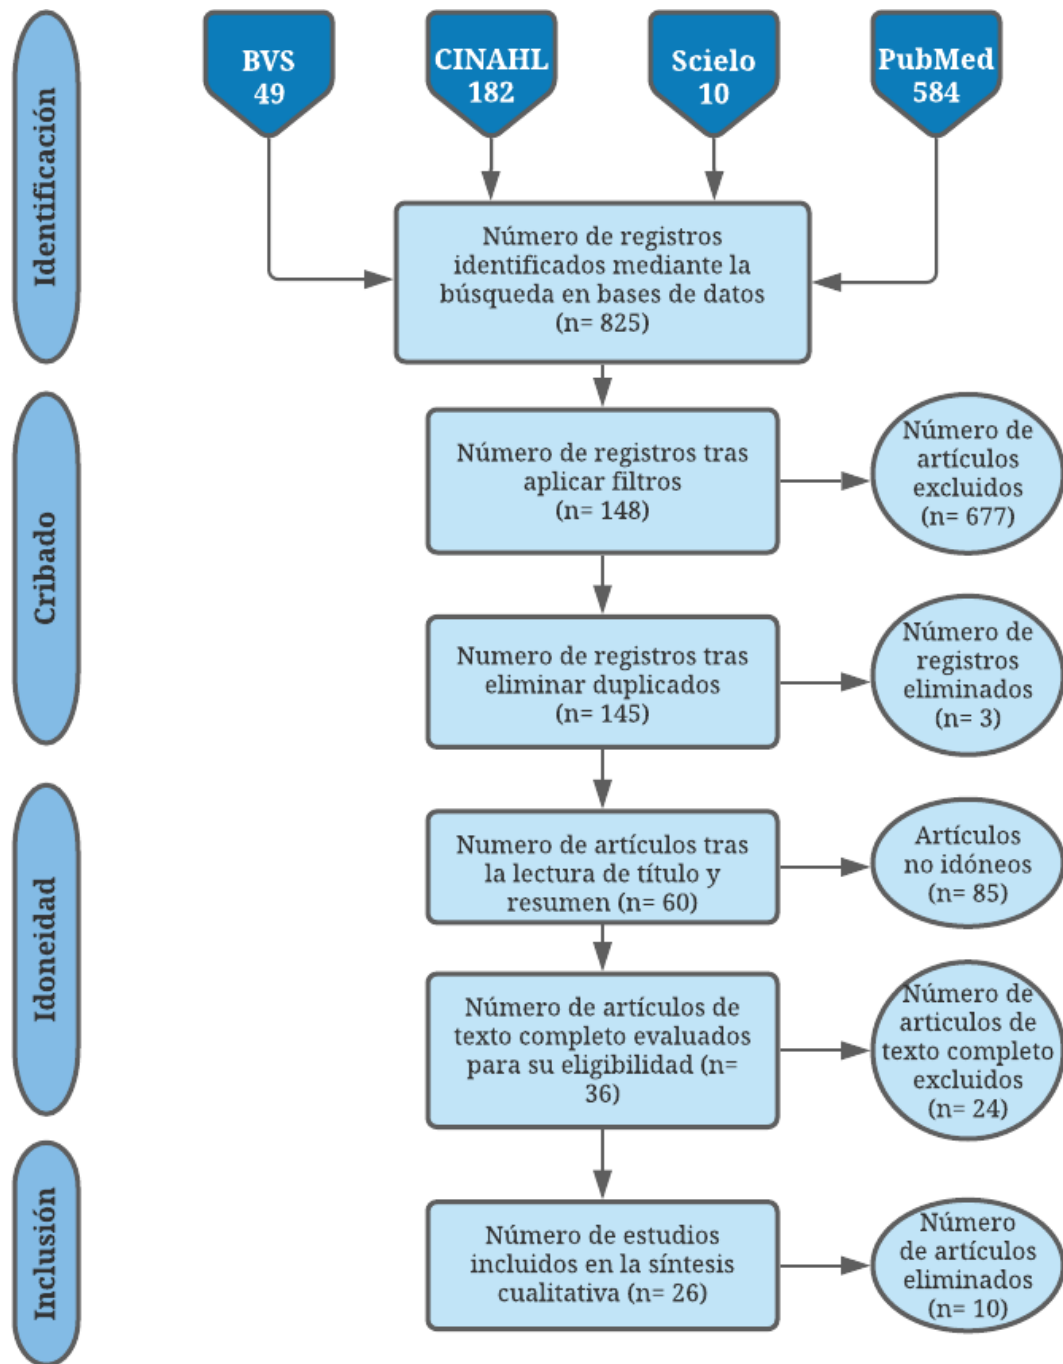 Identificación
BVS
49
CINAHL
182
Scielo
10
PubMed
584
Número de registros
identificados mediante la
búsqueda en bases de datos
(n= 825)
Cribado
Número de registros tras
aplicar filtros
(n= 148)
Número de
artículos
excluidos
(n= 677)
Numero de registros tras
eliminar duplicados
(n= 145)
Número de
registros
eliminados
(n= 3)
Idoneidad
Numero de artículos tras
la lectura de título y
resumen (n= 60)
Artículos
no idóneos
(n= 85)
Número de artículos de
texto completo evaluados
para su eligibilidad (n=
36)
Número de
articulos de
texto completo
excluidos
(n= 24)
Inclusión
Número de estudios
incluidos en la síntesis
cualitativa (n= 26)
Número
de artículos
eliminados
(n= 10)